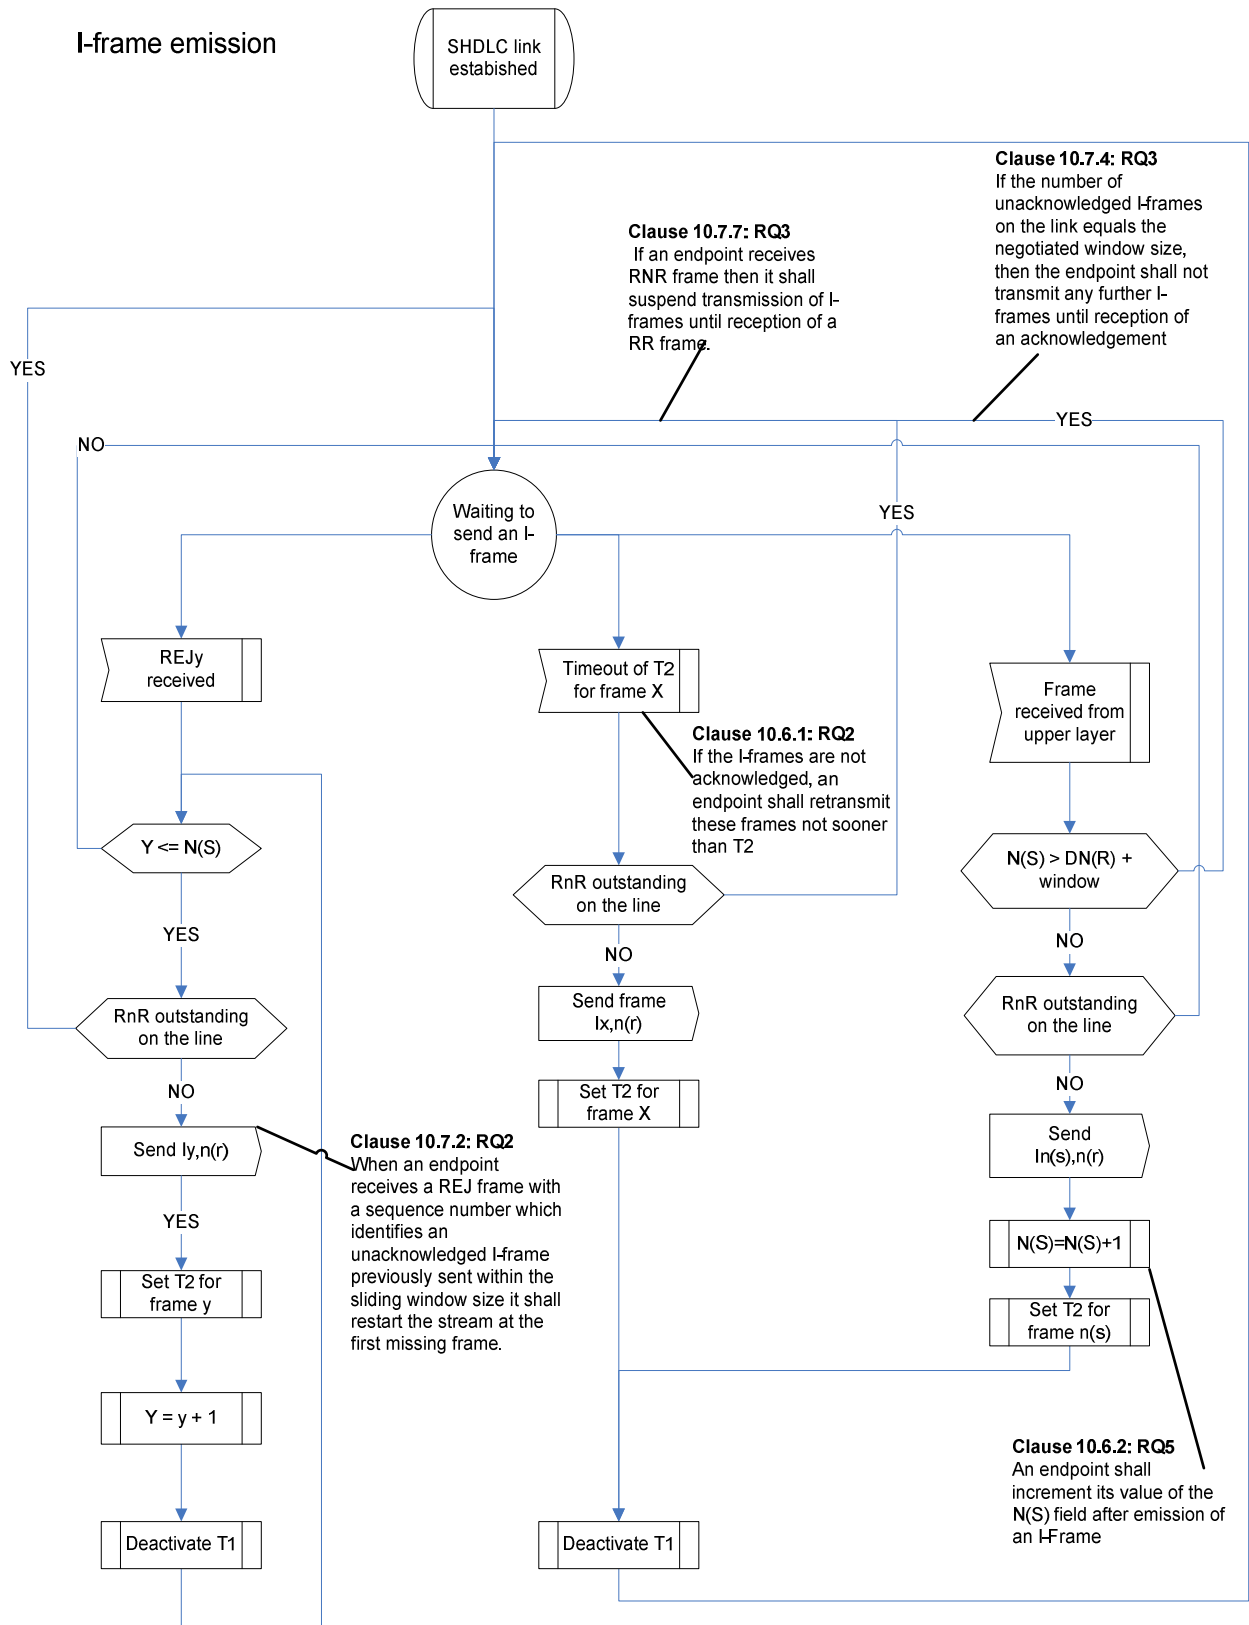 I-frame emission
SHDLC link
estabished
Clause 10.7.4: RQ3
If the number of
unacknowledged I-frames
on the link equals the
negotiated window size,
then the endpoint shall not
transmit any further I-
frames until reception of
an acknowledgement
Clause 10.7.7: RQ3
If an endpoint receives
RNR frame then it shall
suspend transmission of I-
frames until reception of a
RR frame.
YES
YES
NO
YES
Waiting to
send an I-
frame
REJy
received
Timeout of T2
for frame X
Frame
received from
upper layer
Clause 10.6.1: RQ2
If the I-frames are not
acknowledged, an
endpoint shall retransmit
these frames not sooner
than T2
Y <= N(S)
RnR outstanding
on the line
N(S) > DN(R) +
window
YES
NO
NO
RnR outstanding
on the line
Send frame
Ix,n(r)
RnR outstanding
on the line
NO
Set T2 for
frame X
NO
Send Iy,n(r)
Clause 10.7.2: RQ2
When an endpoint
receives a REJ frame with
a sequence number which
identifies an
unacknowledged I-frame
previously sent within the
sliding window size it shall
restart the stream at the
first missing frame.
Send
In(s),n(r)
YES
N(S)=N(S)+1
Set T2 for
frame y
Set T2 for
frame n(s)
Y = y + 1
Clause 10.6.2: RQ5
An endpoint shall
increment its value of the
N(S) field after emission of
an I-Frame
Deactivate T1
Deactivate T1